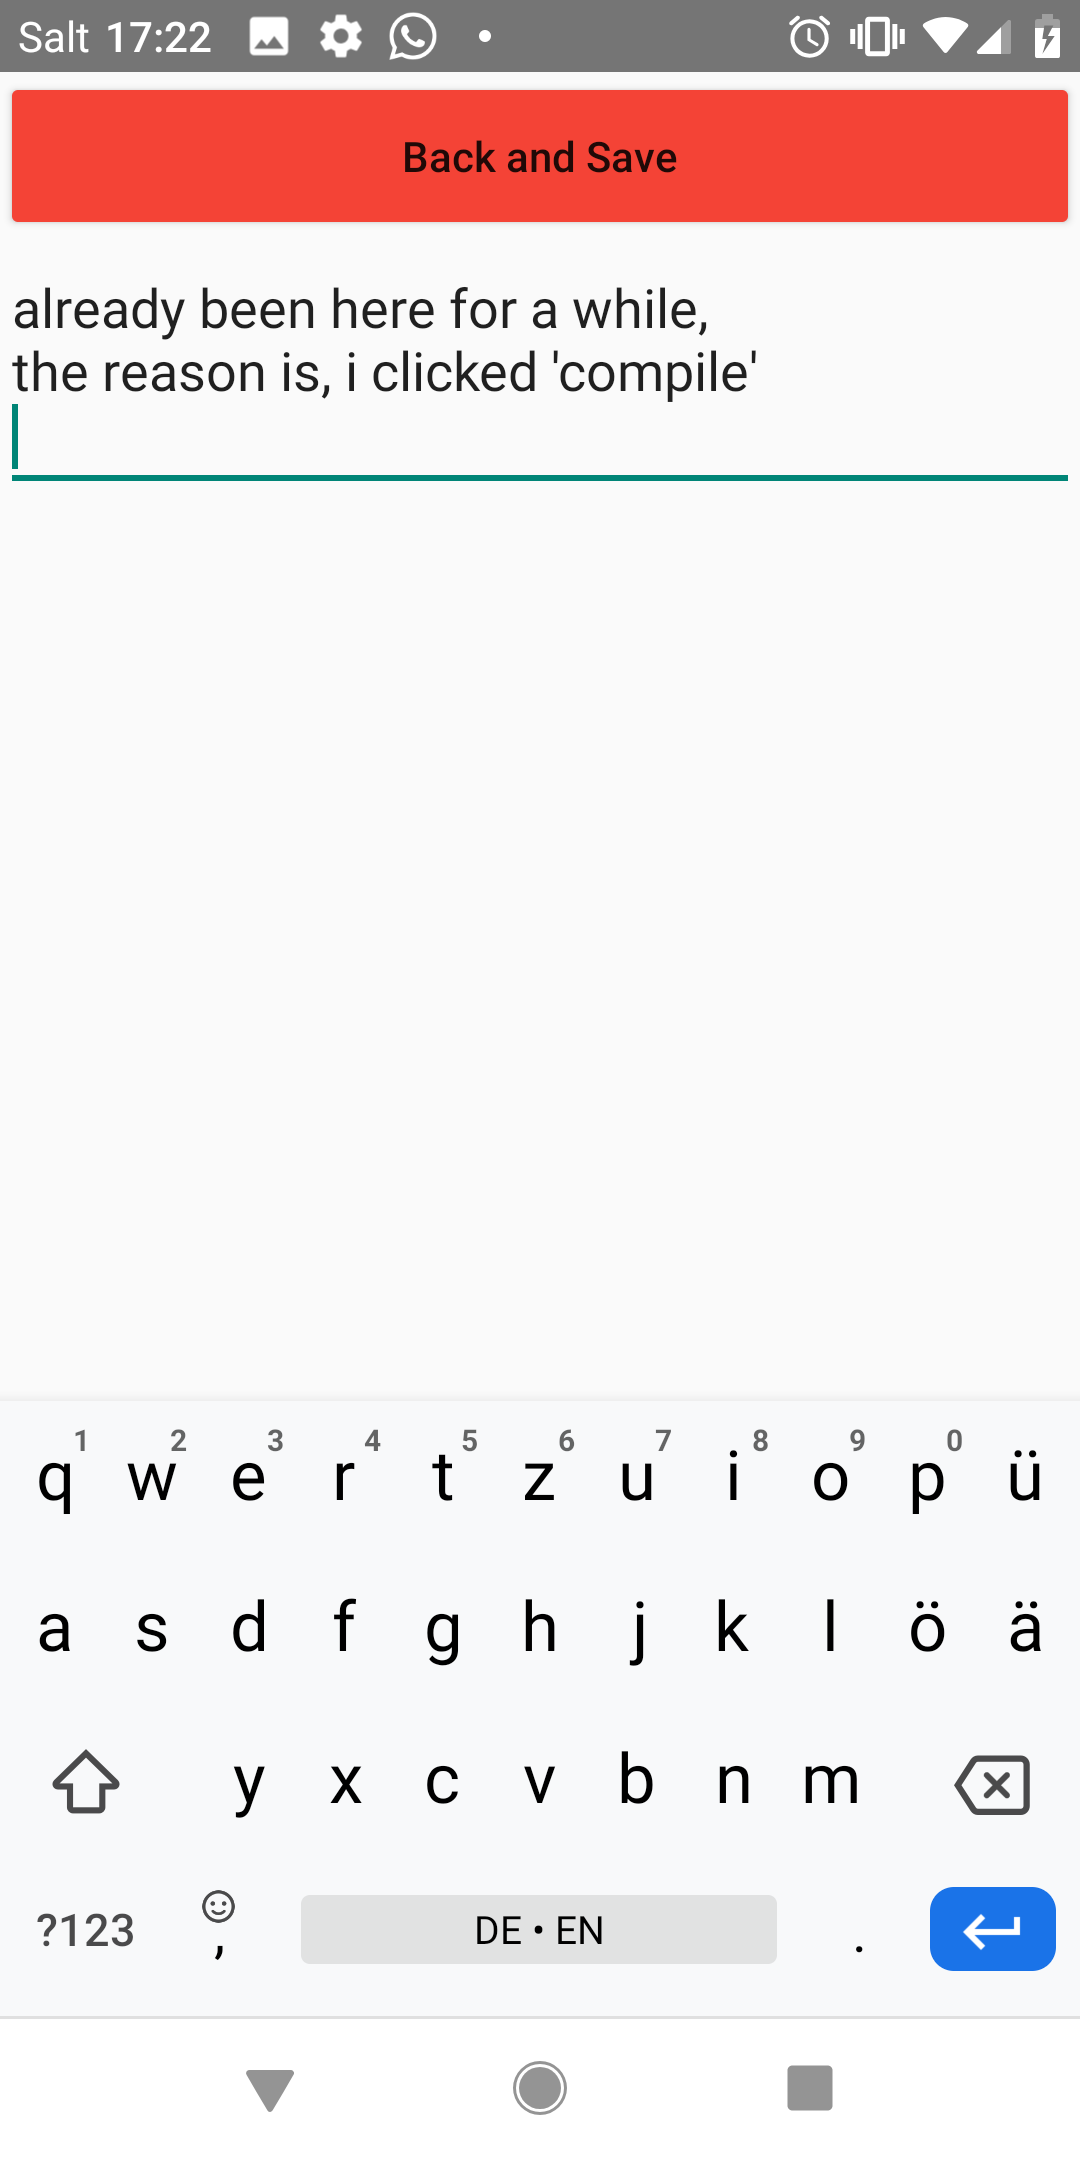 Salt 17:22
Back and Save
already been here for a while,
the reason is, i clicked 'compile'
1 2 3 4 5 6 7 8 9 0
q w e r t z u i o p ü
a s d f g h j k l ö ä
y x c v b n m
?123 , DE • EN .